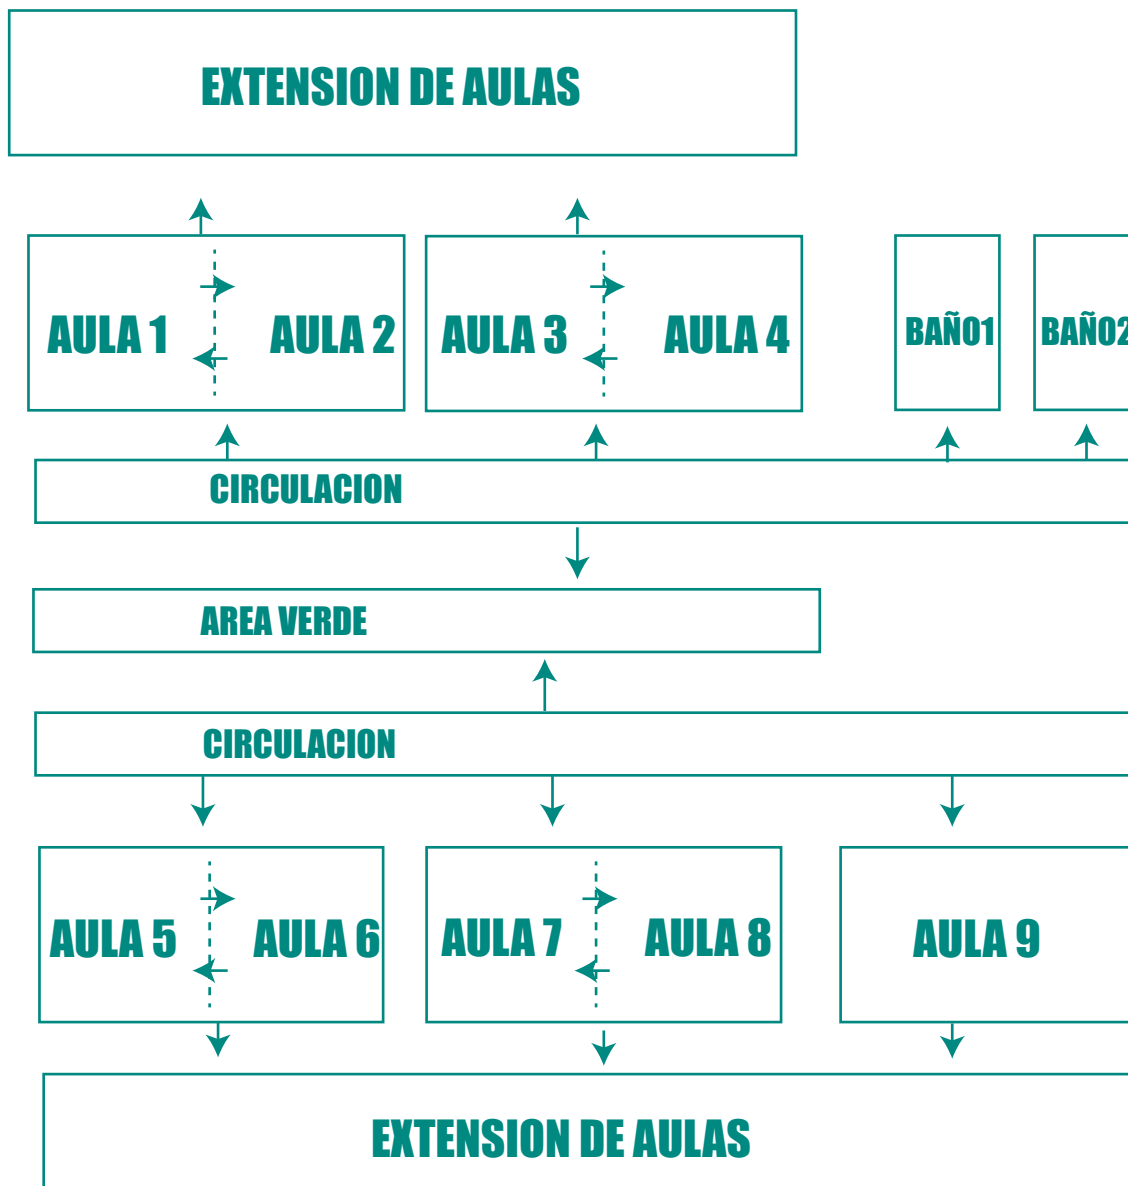 EXTENSION DE AULAS
AULA 1 AULA 2 AULA 3 AULA 4 BAÑO1 BAÑO2
CIRCULACION
AREA VERDE
CIRCULACION
AULA 5 AULA 6 AULA 7 AULA 8 AULA 9
EXTENSION DE AULAS